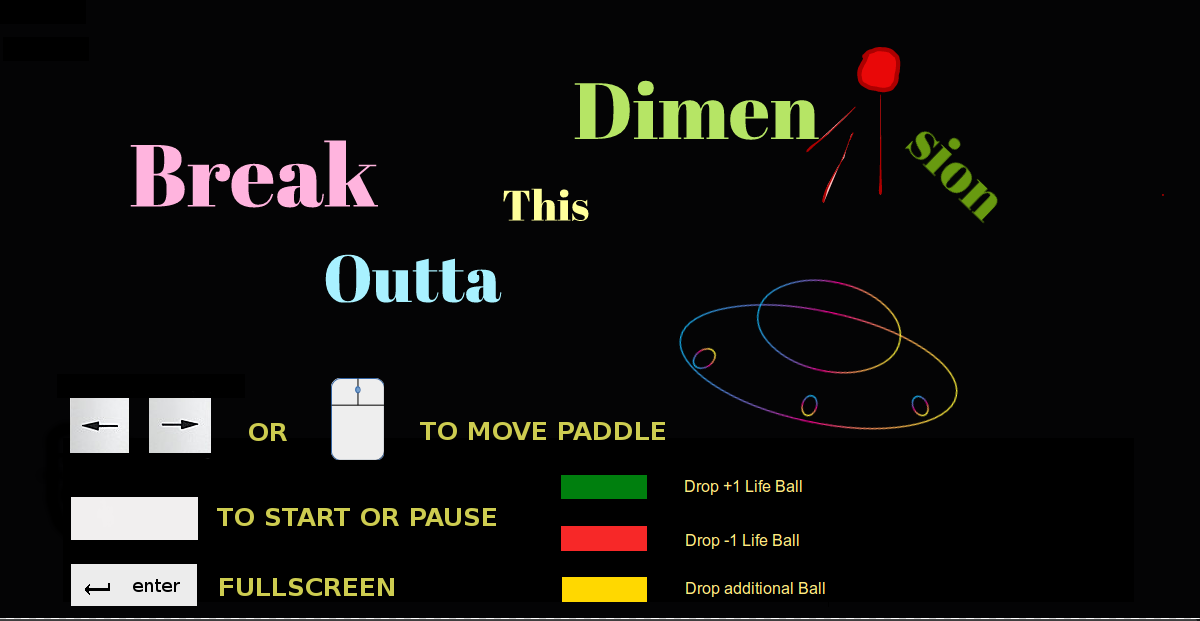 Break
Outta
This
Dimen
sion
OR
TO MOVE PADDLE
TO START OR PAUSE
enter
FULLSCREEN
Drop +1 Life Ball
Drop -1 Life Ball
Drop additional Ball